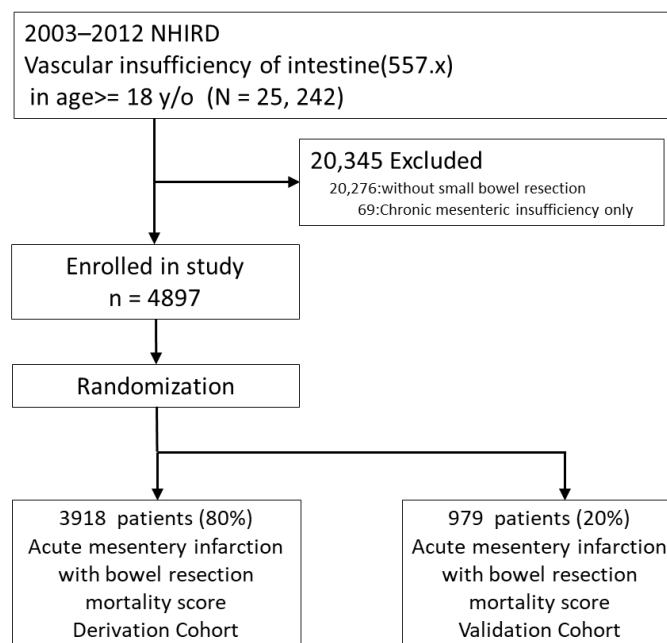 2003–2012 NHIRD
Vascular insufficiency of intestine(557.x)
in age>= 18 y/o (N = 25, 242)
20,345 Excluded
20,276:without small bowel resection
69:Chronic mesenteric insufficiency only
Enrolled in study
n = 4897
Randomization
3918 patients (80%)
Acute mesentery infarction
with bowel resection
mortality score
Derivation Cohort
979 patients (20%)
Acute mesentery infarction
with bowel resection
mortality score
Validation Cohort